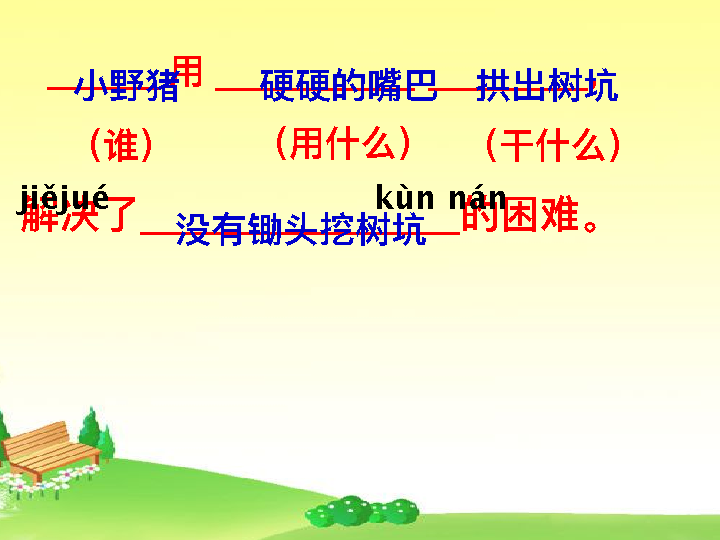 小野猪用 硬硬的嘴巴 拱出树坑
（谁） （用什么） （干什么）
jiějué kùn nán
解决了没有锄头挖树坑的困难。